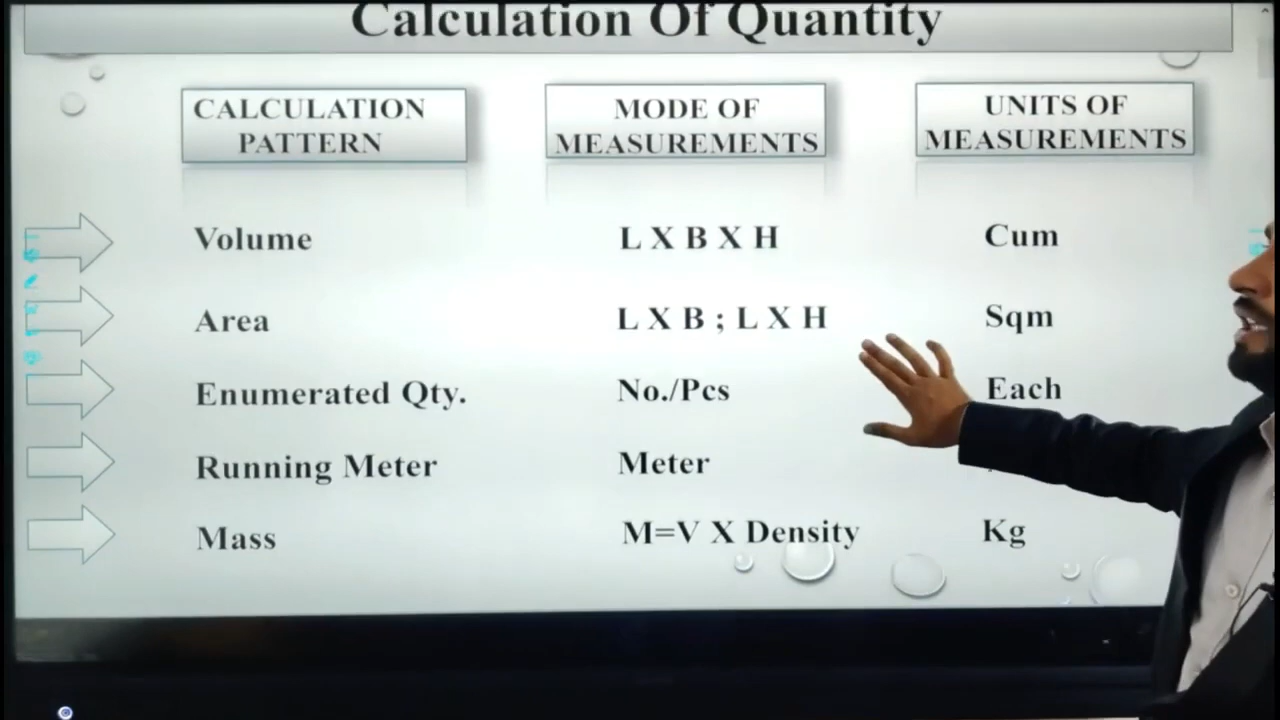 Calculation Of Quantity
CALCULATION PATTERN
MODE OF MEASUREMENTS
UNITS OF MEASUREMENTS
Volume
L X B X H
Cum
Area
L X B ; L X H
Sqm
Enumerated Qty.
No./Pcs
Each
Running Meter
Meter
Mass
M=V X Density
Kg